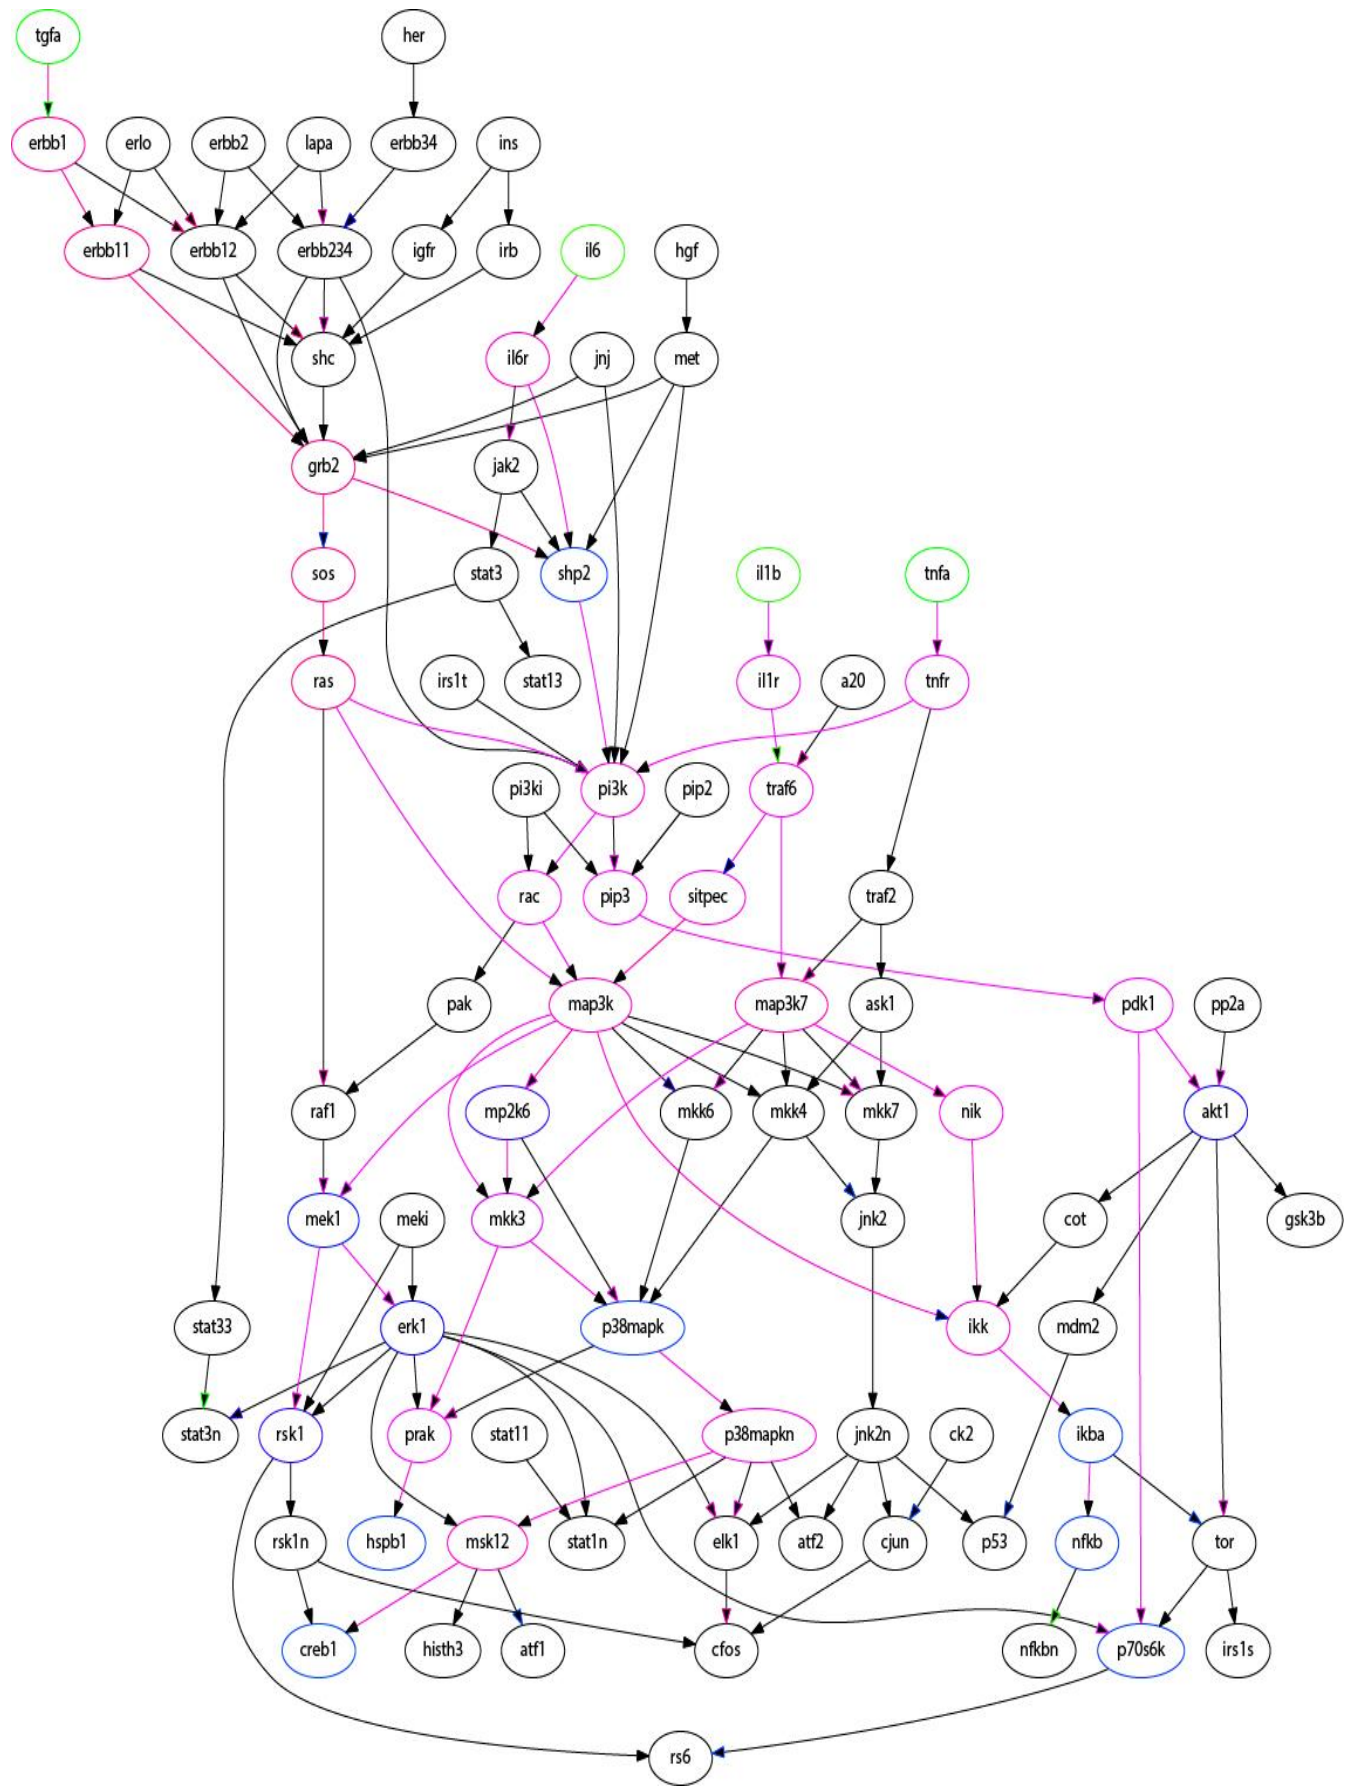 tgfa her
erbb1 erlo erbb2 lapa erbb34 ins
erbb11 erbb12 erbb234 igfr irb il6 hgf
shc il6r jnj met
grb2 jak2
sos stat3 shp2 il1b tnfa
ras irs1t stat13 il1r a20 tnfr
pi3ki pi3k pip2 traf6
rac pip3 sitpec traf2
pak map3k map3k7 ask1 pdk1 pp2a
raf1 mp2k6 mkk6 mkk4 mkk7 nik akt1
mek1 meki mkk3 jnk2 cot gsk3b
stat33 erk1 p38mapk ikk mdm2
stat3n rsk1 prak stat11 p38mapkn jnk2n ck2 ikba
rsk1n hspb1 msk12 stat1n elk1 atf2 cjun p53 nfkb tor
creb1 histh3 atf1 cfos nfkbn p70s6k irs1s
rs6